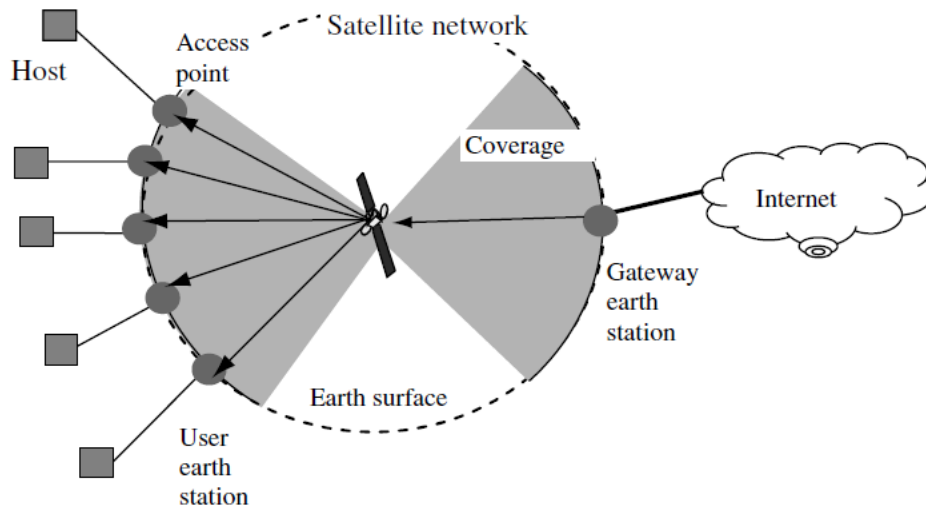 Satellite network
Access
point
Host
Coverage
Internet
Gateway
earth
station
Earth surface
User
earth
station